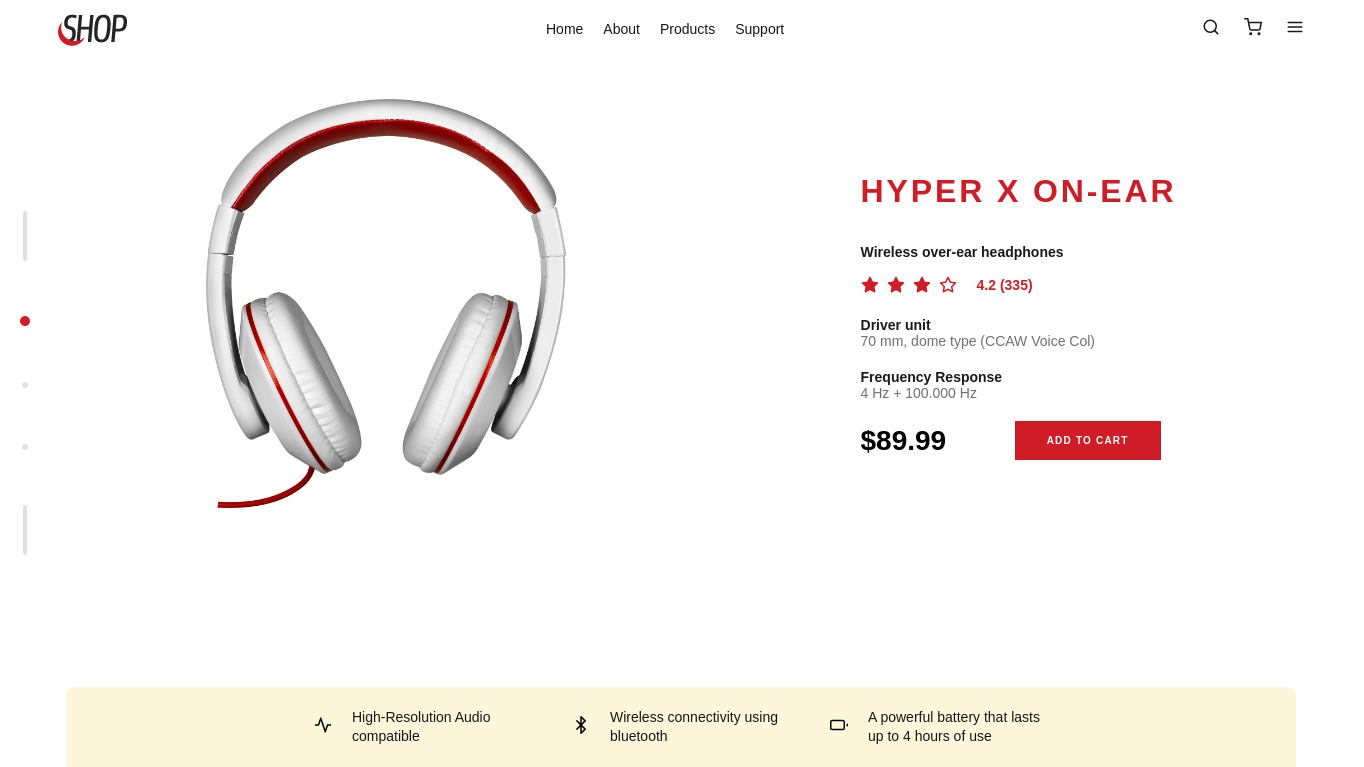 SHOP
Home About Products Support
HYPER X ON-EAR
Wireless over-ear headphones
4.2 (335)
Driver unit
70 mm, dome type (CCAW Voice Col)
Frequency Response
4 Hz + 100.000 Hz
$89.99
ADD TO CART
High-Resolution Audio
compatible
Wireless connectivity using
bluetooth
A powerful battery that lasts
up to 4 hours of use